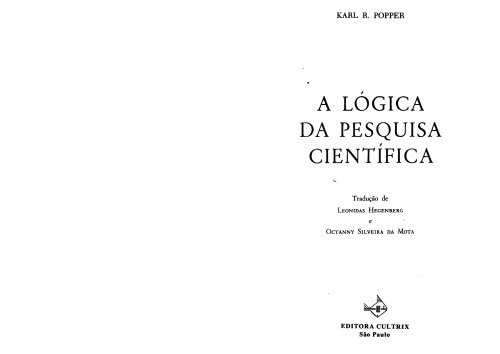 KARL R. POPPER
A LÓGICA
DA PESQUISA
CIENTÍFICA
Tradução de
LEONIDAS HEGENBERG
e
OCTANNY SILVEIRA DA MOTA
EDITORA CULTRIX
São Paulo